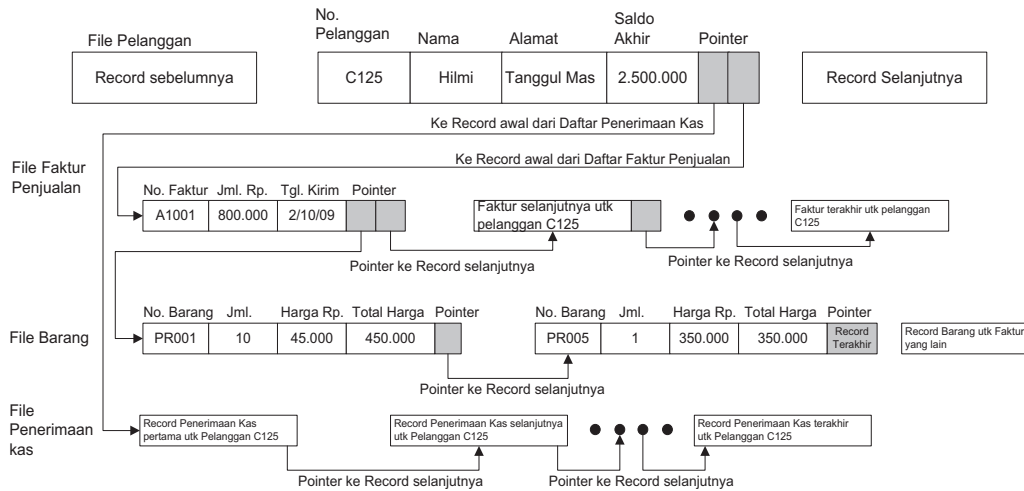 No.
Pelanggan Nama Alamat Saldo Akhir Pointer
File Pelanggan
Record sebelumnya
C125 Hilmi Tanggul Mas 2.500.000
Record Selanjutnya
Ke Record awal dari Daftar Penerimaan Kas
Ke Record awal dari Daftar Faktur Penjualan
File Faktur
Penjualan
No. Faktur Jml. Rp. Tgl. Kirim Pointer
A1001 800.000 2/10/09
Faktur selanjutnya utk
pelanggan C125
Faktur terakhir utk pelanggan
C125
Pointer ke Record selanjutnya
Pointer ke Record selanjutnya
File Barang
No. Barang Jml. Harga Rp. Total Harga Pointer
PR001 10 45.000 450.000
No. Barang Jml. Harga Rp. Total Harga Pointer
PR005 1 350.000 350.000 Record Terakhir
Record Barang utk Faktur
yang lain
Pointer ke Record selanjutnya
File
Penerimaan
kas
Record Penerimaan Kas
pertama utk Pelanggan C125
Record Penerimaan Kas selanjutnya
utk Pelanggan C125
Record Penerimaan Kas terakhir
utk Pelanggan C125
Pointer ke Record selanjutnya
Pointer ke Record selanjutnya